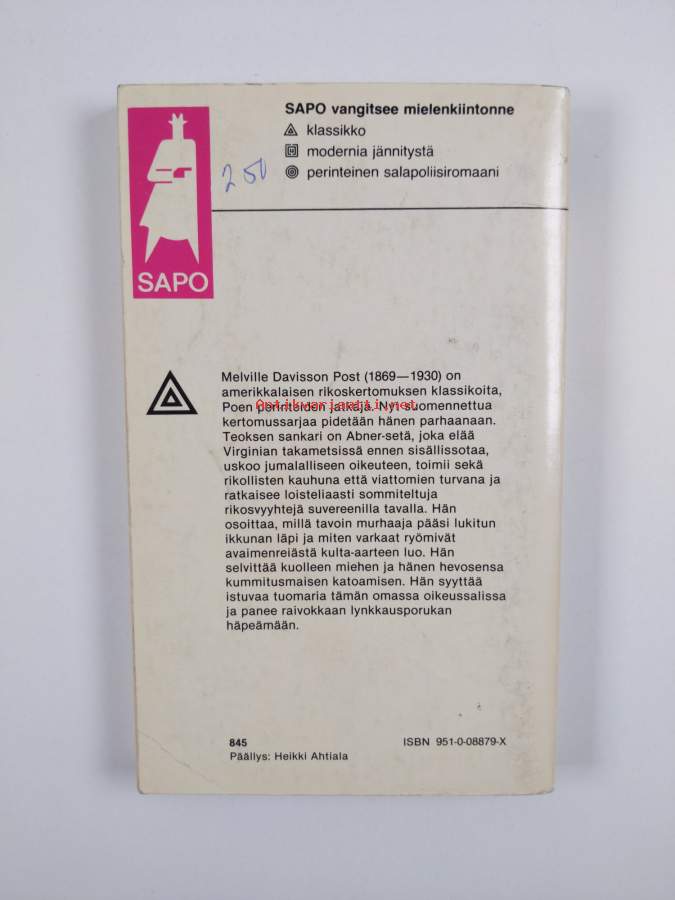 SAPO vangitsee mielenkiintonne
klassikko
modernia jännitystä
perinteinen salapoliisiromaani
250
SAPO
Melville Davisson Post (1869—1930) on
amerikkalaisen rikoskertomuksen klassikoita,
Poen perinteiden jatkaja. Nyt suomennettua
Antikvariaatti.net
kertomussarjaa pidetään hänen parhaanaan.
Teoksen sankari on Abner-setä, joka elää
Virginian takametsissä ennen sisällissotaa,
uskoo jumalalliseen oikeuteen, toimii sekä
rikollisten kauhuna että viattomien turvana ja
ratkaisee loisteliaasti sommiteltuja
rikosvyyhtejä suvereenilla tavalla. Hän
osoittaa, millä tavoin murhaaja pääsi lukitun
ikkunan läpi ja miten varkaat ryömivät
avaimenreiästä kulta-aarteen luo. Hän
selvittää kuolleen miehen ja hänen hevosensa
kummitusmaisen katoamisen. Hän syyttää
istuvaa tuomaria tämän omassa oikeussalissa
ja panee raivokkaan lynkkausporukan
häpeämään.
845
ISBN 951-0-08879-X
Päällys: Heikki Ahtiala